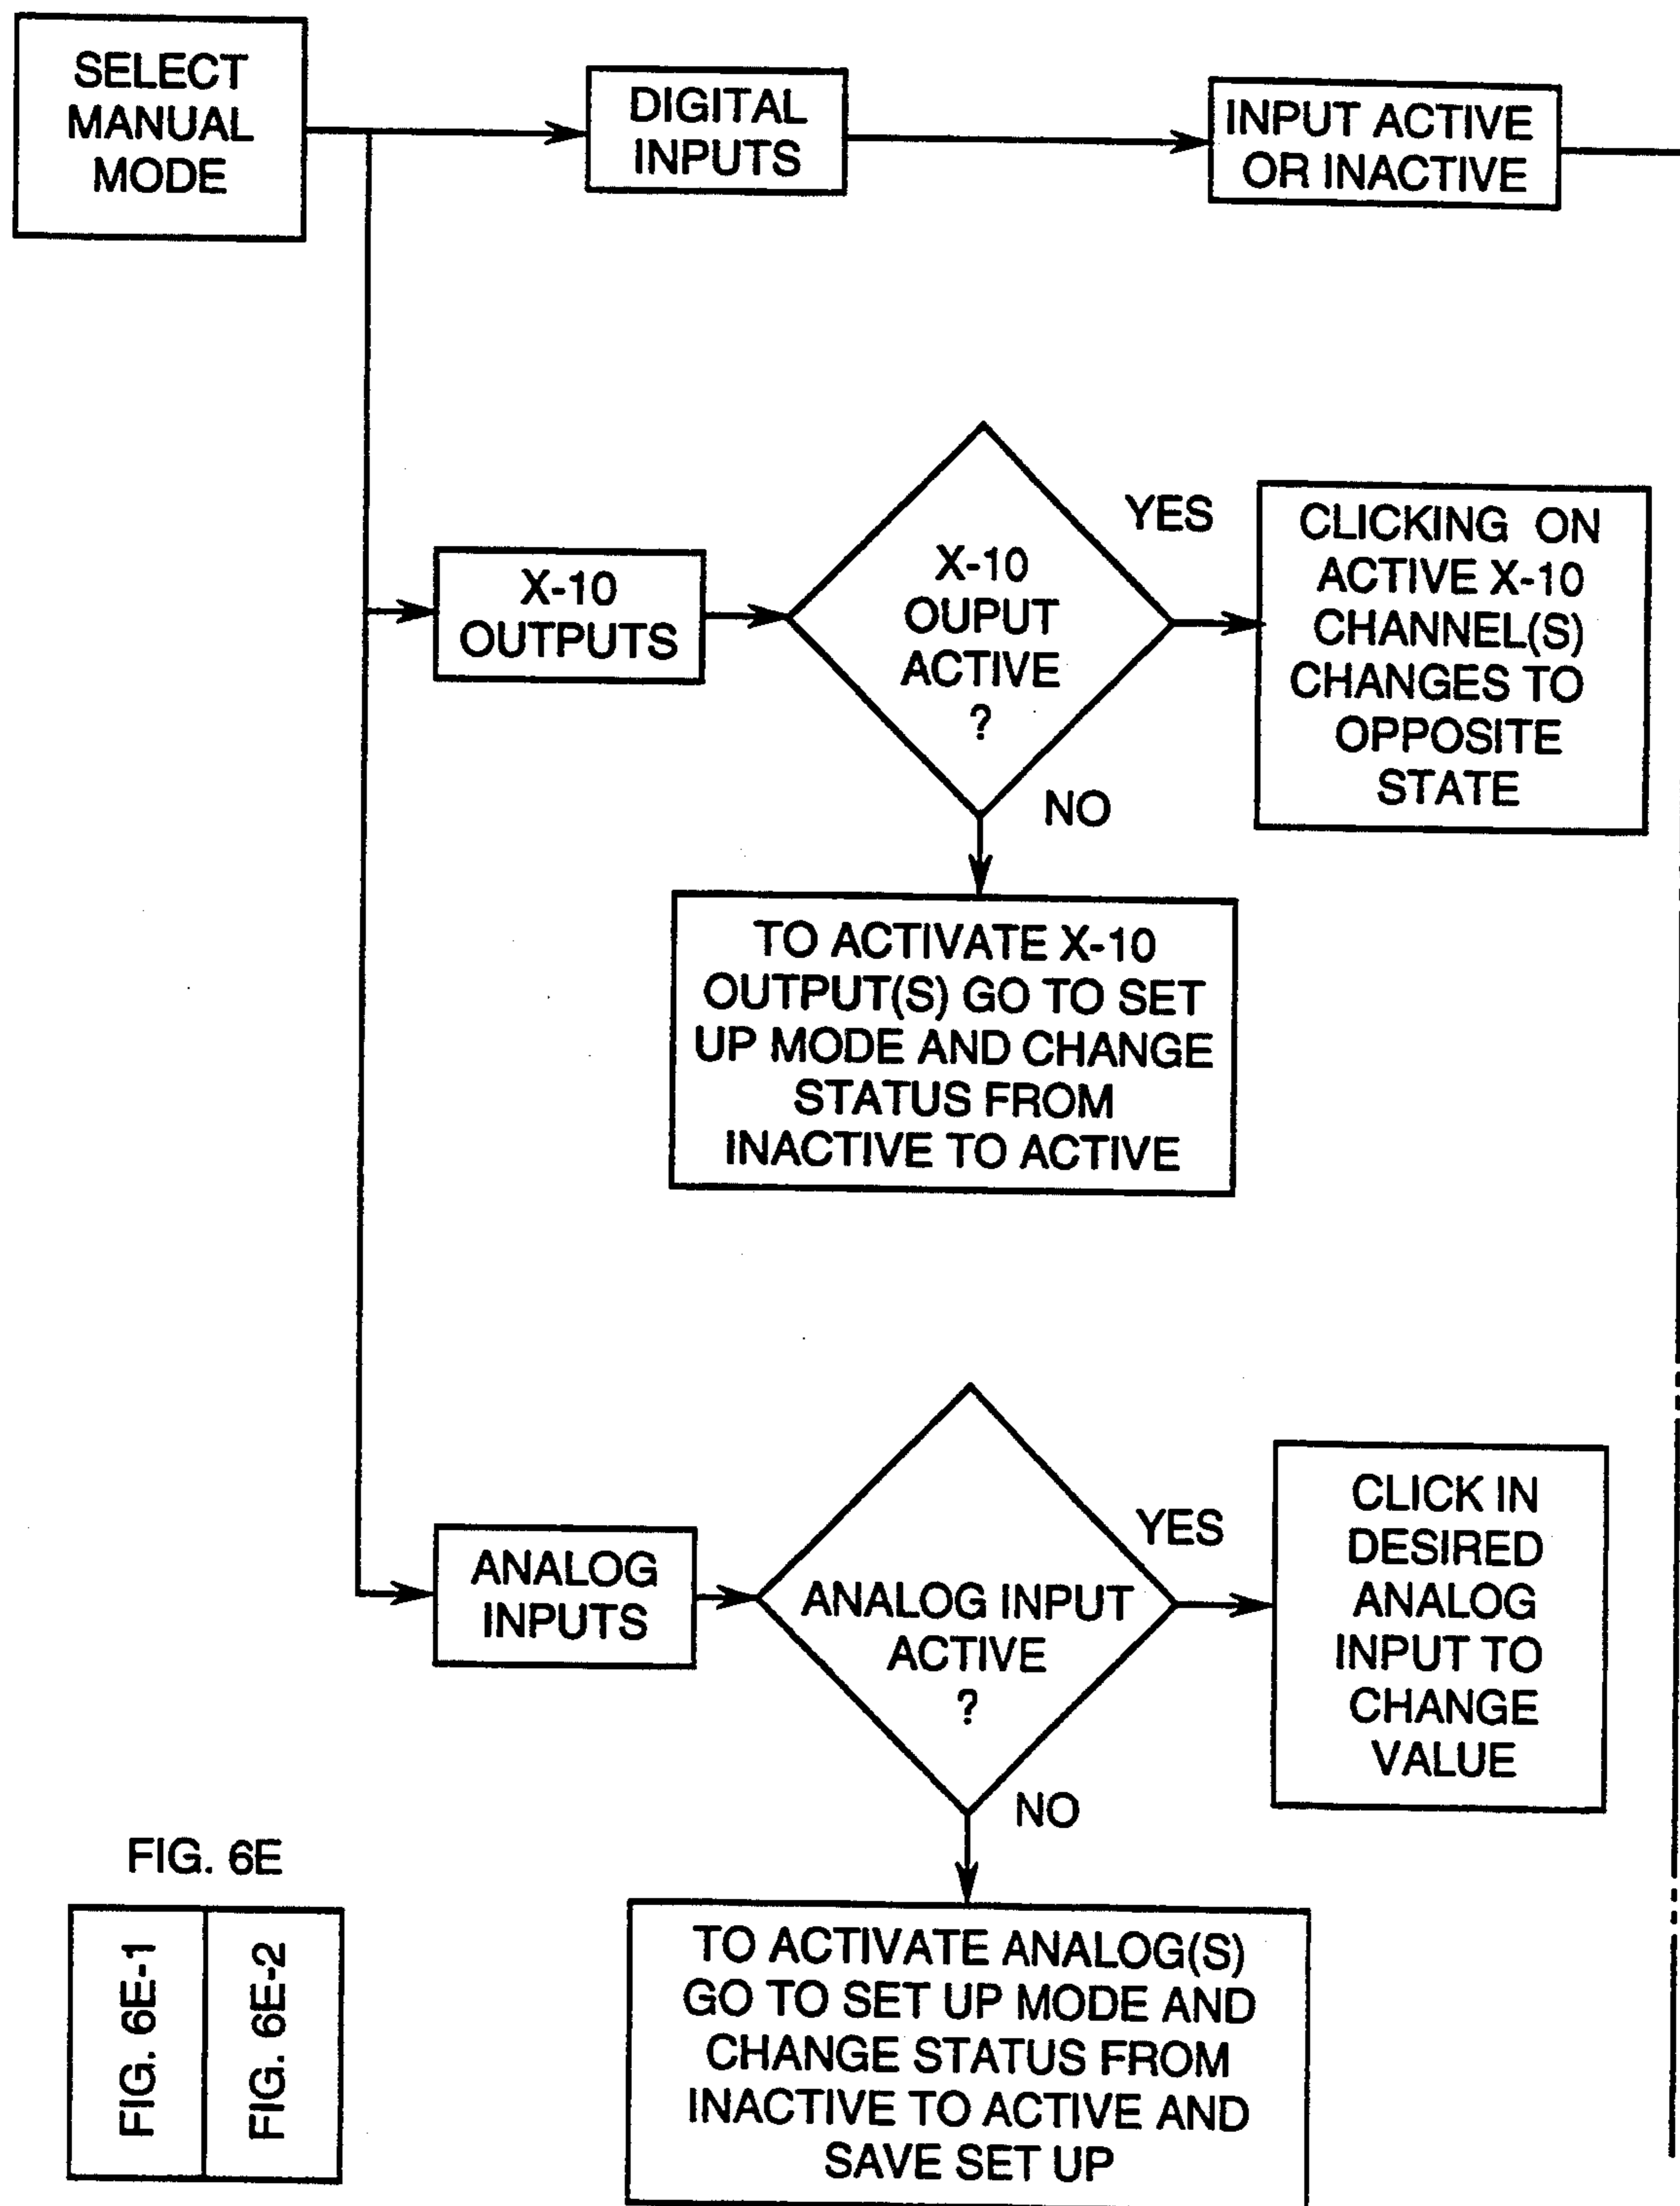 SELECT
MANUAL
MODE
DIGITAL
INPUTS
INPUT ACTIVE
OR INACTIVE
X-10
OUTPUTS
X-10
OUPUT
ACTIVE
?
YES
CLICKING ON
ACTIVE X-10
CHANNEL(S)
CHANGES TO
OPPOSITE
STATE
NO
TO ACTIVATE X-10
OUTPUT(S) GO TO SET
UP MODE AND CHANGE
STATUS FROM
INACTIVE TO ACTIVE
ANALOG
INPUTS
ANALOG INPUT
ACTIVE
?
YES
CLICK IN
DESIRED
ANALOG
INPUT TO
CHANGE
VALUE
NO
TO ACTIVATE ANALOG(S)
GO TO SET UP MODE AND
CHANGE STATUS FROM
INACTIVE TO ACTIVE AND
SAVE SET UP
FIG. 6E
FIG. 6E-1
FIG. 6E-2